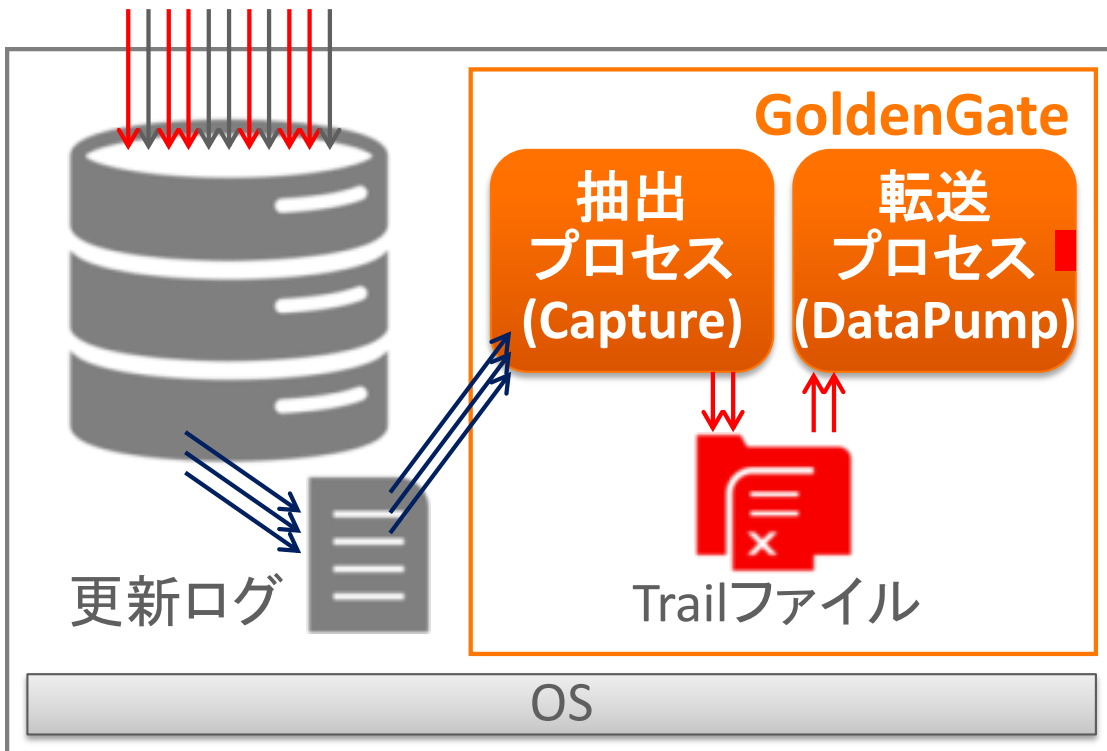 GoldenGate
抽出
プロセス
(Capture)
転送
プロセス
(DataPump)
更新ログ
Trailファイル
OS